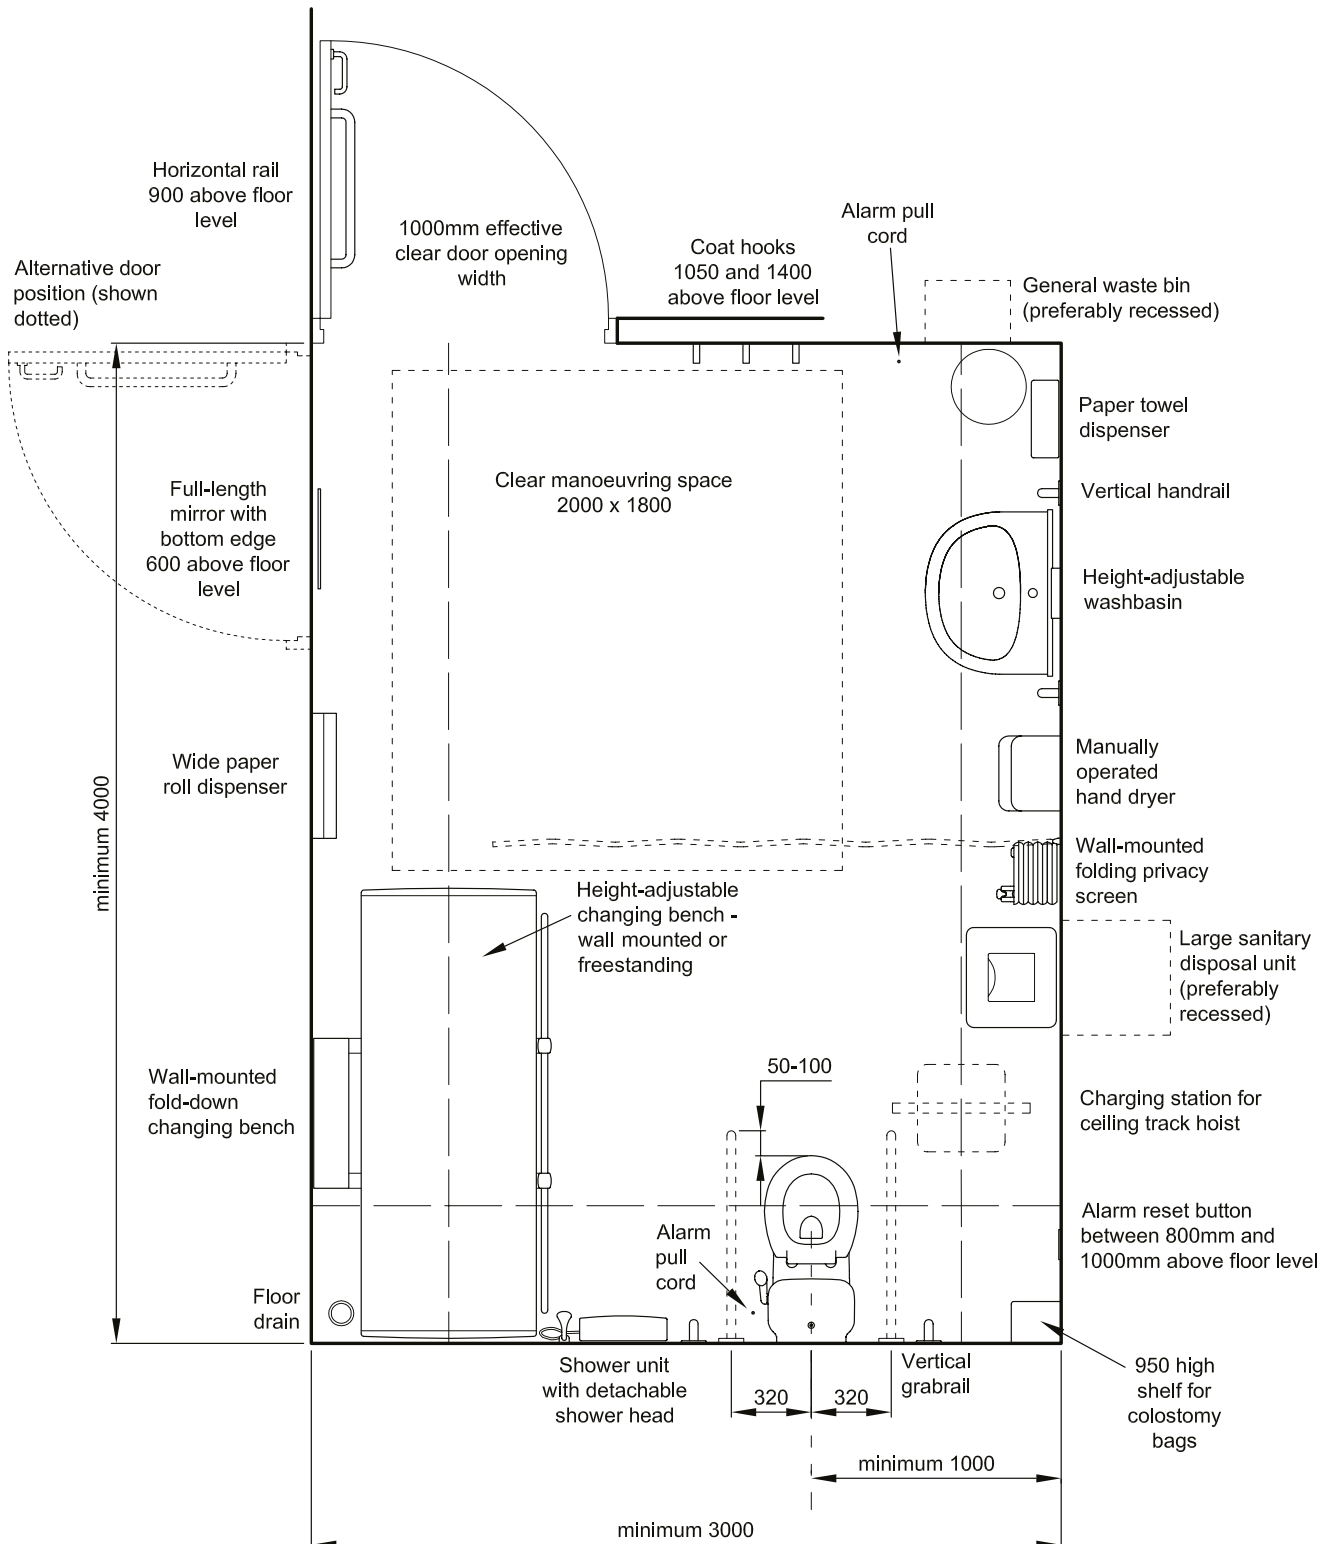 Horizontal rail
900 above floor
level
1000mm effective
clear door opening
width
Alarm pull
cord
Coat hooks
1050 and 1400
above floor level
General waste bin
(preferably recessed)
Alternative door
position (shown
dotted)
Paper towel
dispenser
Clear manoeuvring space
2000 x 1800
Vertical handrail
Full-length
mirror with
bottom edge
600 above floor
level
Height-adjustable
washbasin
Wide paper
roll dispenser
Manually
operated
hand dryer
minimum 4000
Wall-mounted
folding privacy
screen
Height-adjustable
changing bench -
wall mounted or
freestanding
Large sanitary
disposal unit
(preferably
recessed)
50-100
Wall-mounted
fold-down
changing bench
Charging station for
ceiling track hoist
Alarm
pull
cord
Alarm reset button
between 800mm and
1000mm above floor level
Floor
drain
Shower unit
with detachable
shower head
320
320
Vertical
grabrail
950 high
shelf for
colostomy
bags
minimum 1000
minimum 3000